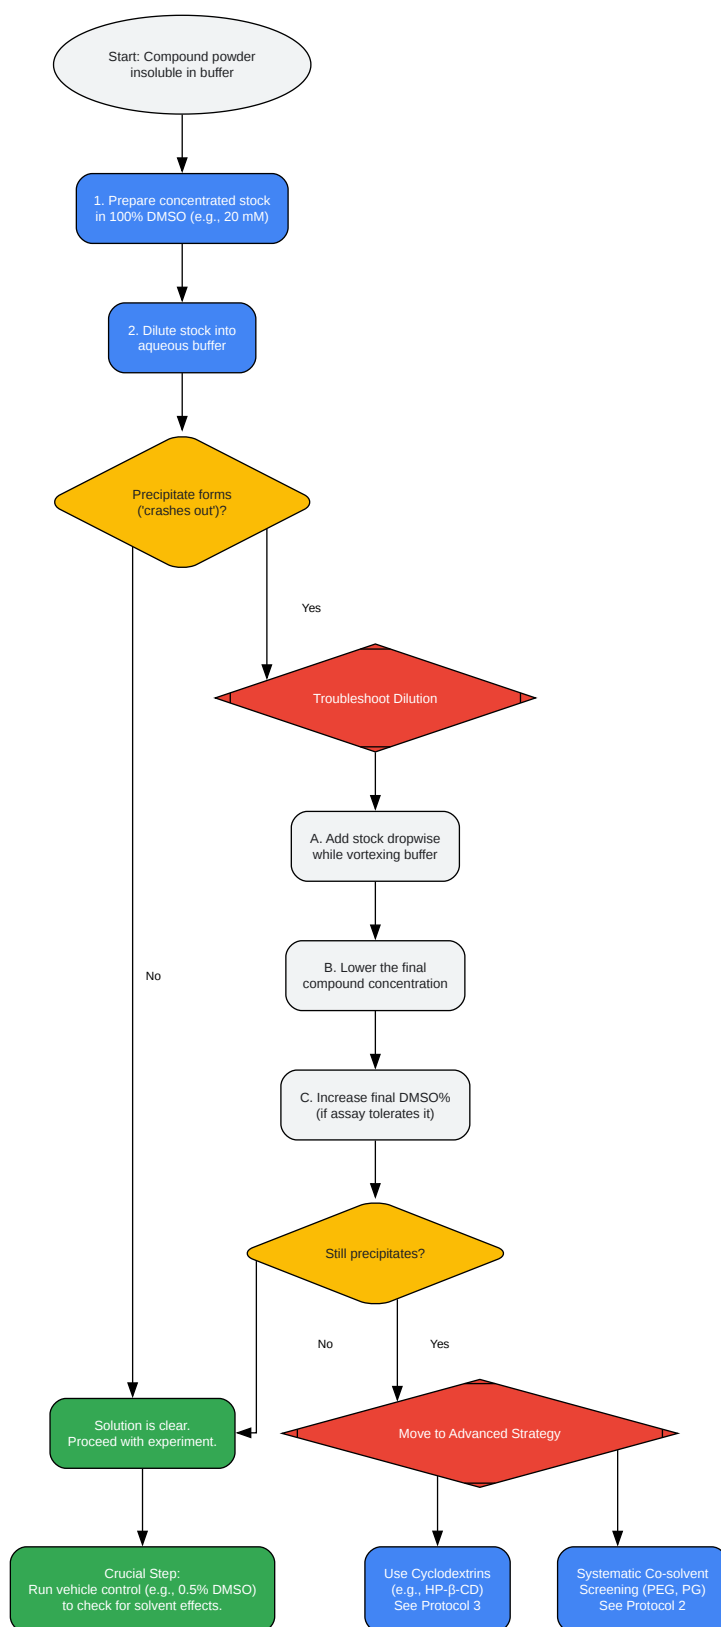 Start: Compound powder
insoluble in buffer
1. Prepare concentrated stock
in 100% DMSO (e.g., 20 mM)
2. Dilute stock into
aqueous buffer
Precipitate forms
('crashes out')?
Yes
Troubleshoot Dilution
A. Add stock dropwise
while vortexing buffer
B. Lower the final
compound concentration
No
C. Increase final DMSO%
(if assay tolerates it)
Still precipitates?
No
Yes
Solution is clear.
Proceed with experiment.
Move to Advanced Strategy
Crucial Step:
Run vehicle control (e.g., 0.5% DMSO)
to check for solvent effects.
Use Cyclodextrins
(e.g., HP-β-CD)
See Protocol 3
Systematic Co-solvent
Screening (PEG, PG)
See Protocol 2